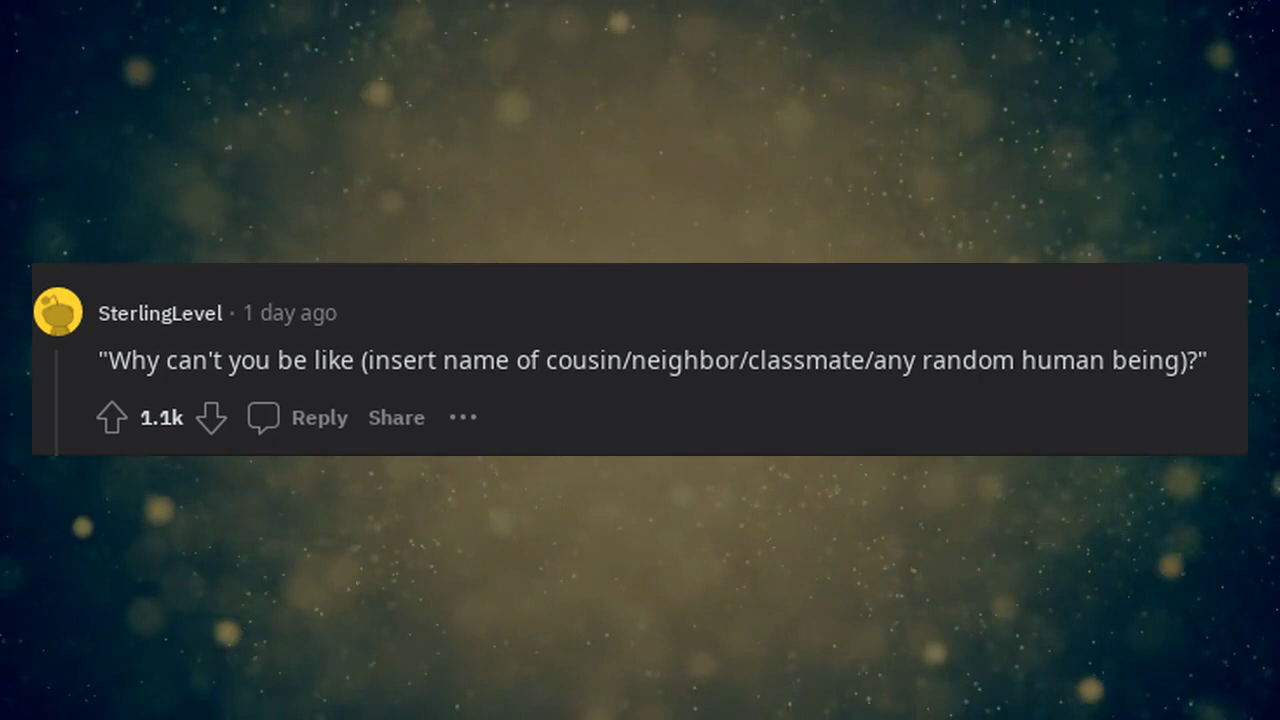 SterlingLevel · 1 day ago
"Why can't you be like (insert name of cousin/neighbor/classmate/any random human being)?"
1.1k Reply Share ···